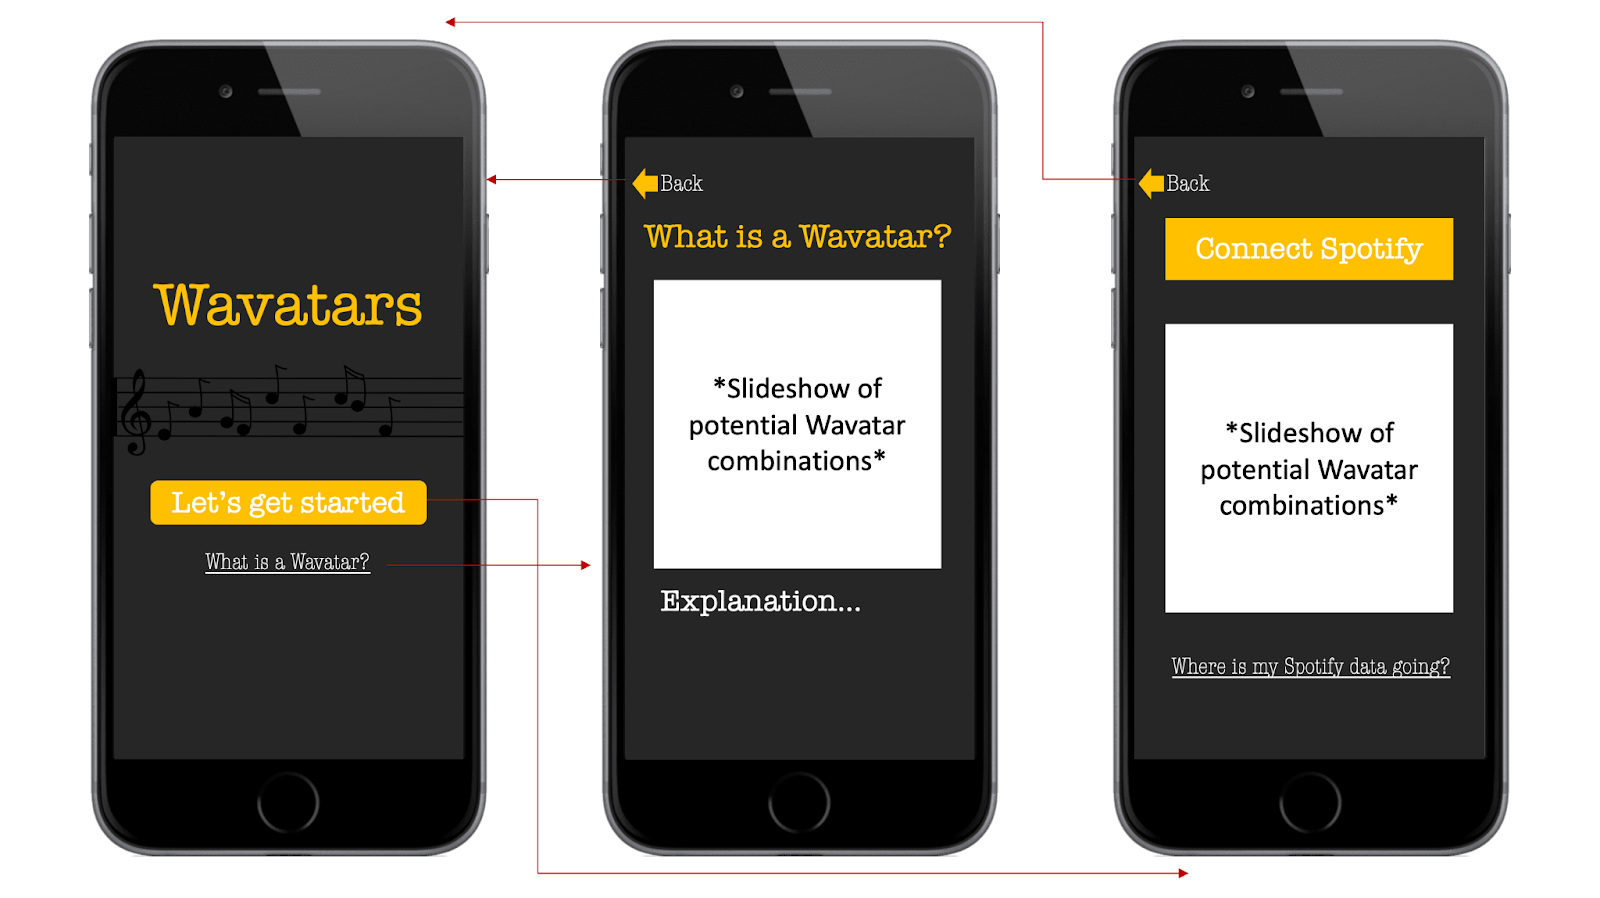 Wavatars
Let's get started
What is a Wavatar?
Back
What is a Wavatar?
*Slideshow of
potential Wavatar
combinations*
Explanation...
Back
Connect Spotify
*Slideshow of
potential Wavatar
combinations*
Where is my Spotify data going?